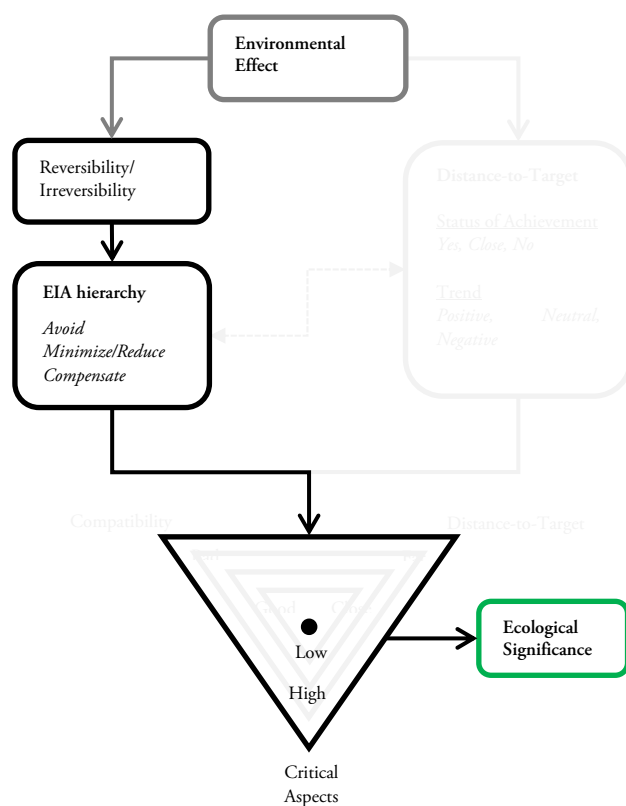 Environmental
Effect
Reversibility/
Irreversibility
Distance-to-Target
Status of Achievement
Yes, Close, No
Trend
Positive, Neutral,
Negative
EIA hierarchy
Avoid
Minimize/Reduce
Compensate
Compatibility
Distance-to-Target
Good
Close
Low
High
Ecological
Significance
Critical
Aspects